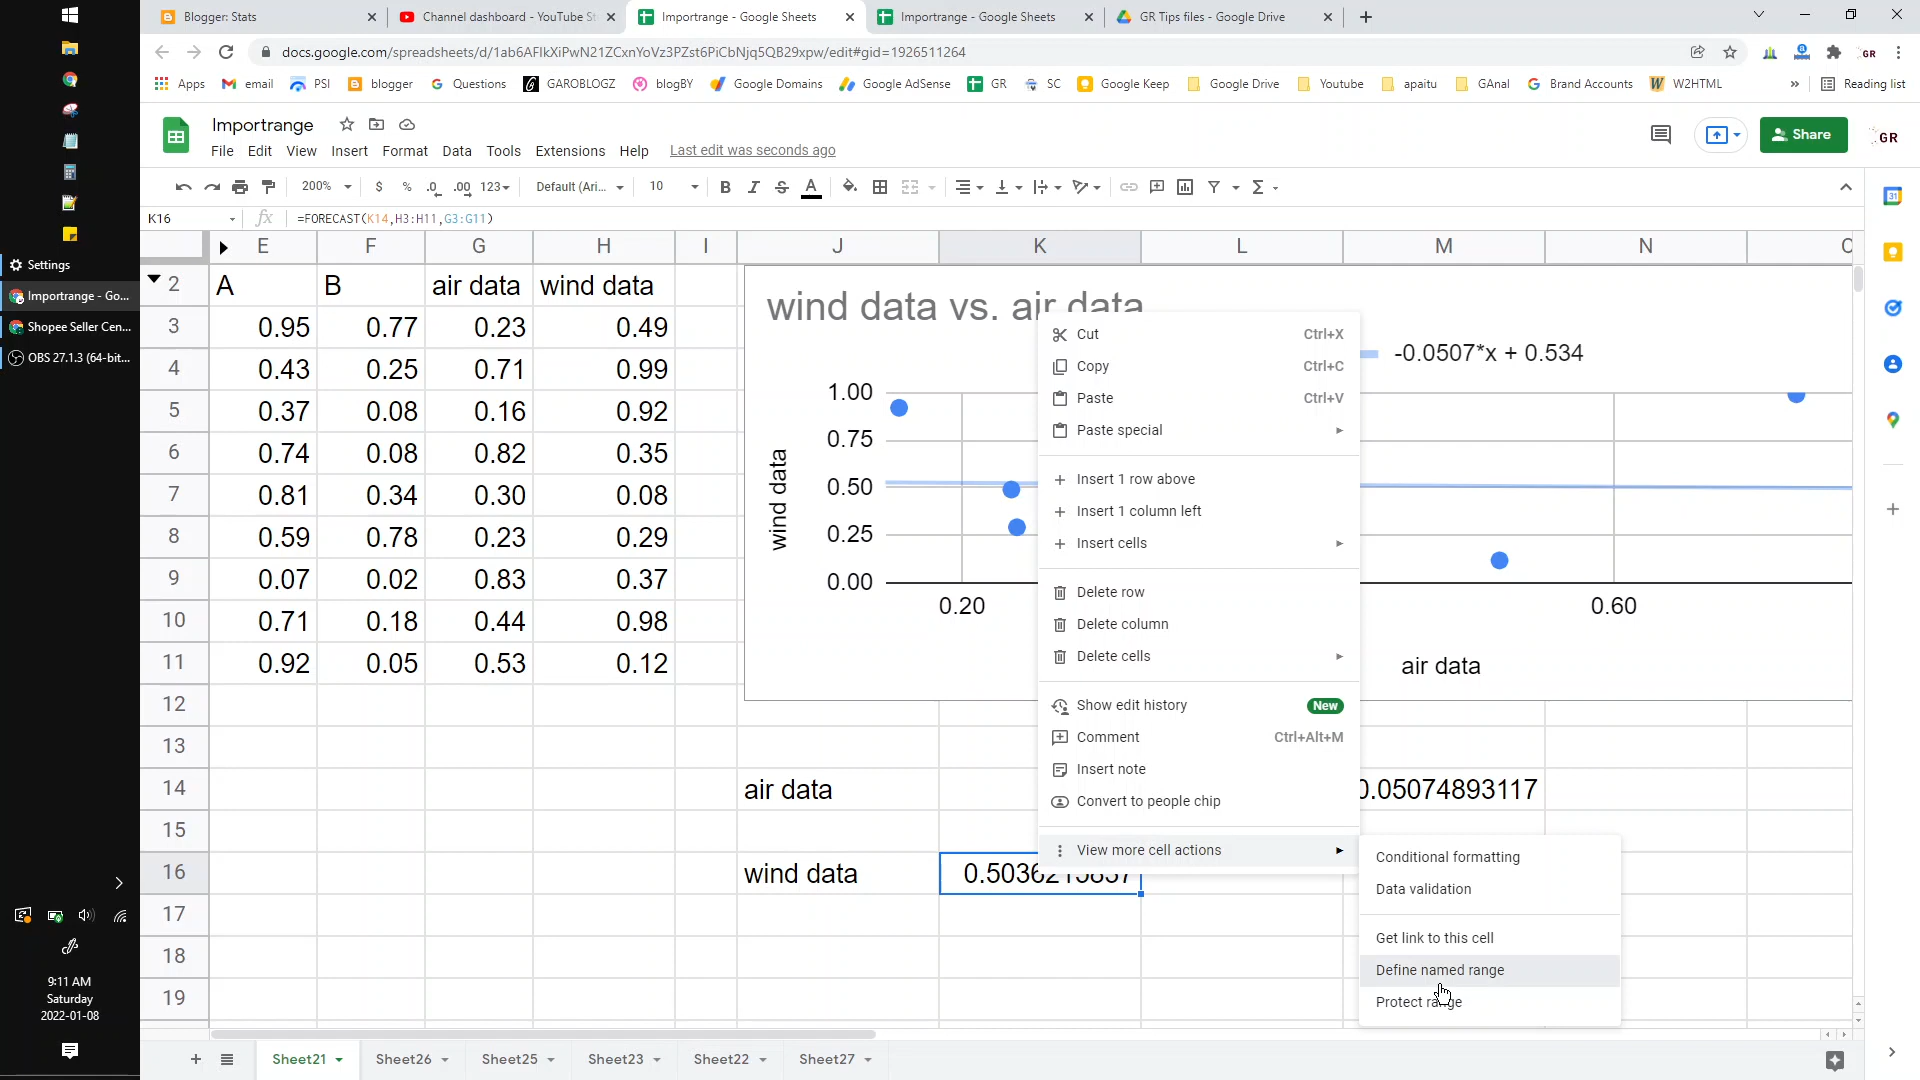 Blogger: Stats
Channel dashboard - YouTube St
Importrange - Google Sheets
Importrange - Google Sheets
GR Tips files - Google Drive
docs.google.com/spreadsheets/d/1ab6AFlkXiPwN21ZCxnYoVz3PZst6PiCbNjq5QB29xpw/edit#gid=1926511264
Apps email PSI blogger Questions GAROBLOGZ blogBY Google Domains Google AdSense GR SC Google Keep Google Drive Youtube apaitu GAnal Brand Accounts W2HTML » Reading list
Importrange
File Edit View Insert Format Data Tools Extensions Help Last edit was seconds ago
Share
GR
200% $ % .0 .00 123 Default (Ari... 10 B I S A
K16 fx =FORECAST(K14,H3:H11,G3:G11)
E F G H I J K L M N
2 A B air data wind data
3 0.95 0.77 0.23 0.49
4 0.43 0.25 0.71 0.99
5 0.37 0.08 0.16 0.92
6 0.74 0.08 0.82 0.35
7 0.81 0.34 0.30 0.08
8 0.59 0.78 0.23 0.29
9 0.07 0.02 0.83 0.37
10 0.71 0.18 0.44 0.98
11 0.92 0.05 0.53 0.12
12
13
14 air data 0.05074893117
15
16 wind data
17
18
19
wind data vs. air data
-0.0507*x + 0.534
1.00
0.75
0.50
0.25
0.00
wind data
0.20 0.60
air data
Cut Ctrl+X
Copy Ctrl+C
Paste Ctrl+V
Paste special
Insert 1 row above
Insert 1 column left
Insert cells
Delete row
Delete column
Delete cells
Show edit history New
Comment Ctrl+Alt+M
Insert note
Convert to people chip
View more cell actions
Conditional formatting
Data validation
Get link to this cell
Define named range
Protect range
Sheet21 Sheet26 Sheet25 Sheet23 Sheet22 Sheet27
Settings
Importrange - Go...
Shopee Seller Cen...
OBS 27.1.3 (64-bit...
9:11 AM
Saturday
2022-01-08